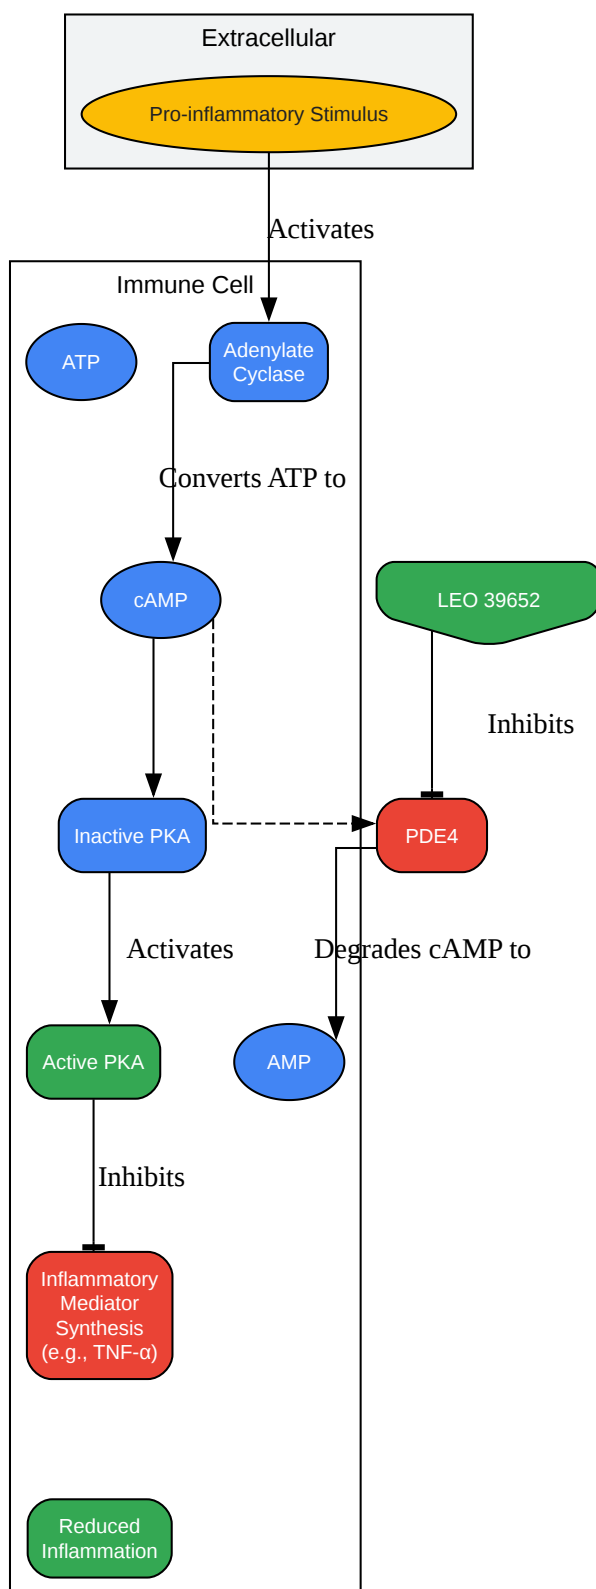 Extracellular
Pro-inflammatory Stimulus
Activates
Immune Cell
ATP
Adenylate
Cyclase
Converts ATP to
cAMP
LEO 39652
Inhibits
Inactive PKA
PDE4
Activates
Degrades cAMP to
Active PKA
AMP
Inhibits
Inflammatory
Mediator
Synthesis
(e.g., TNF-α)
Reduced
Inflammation